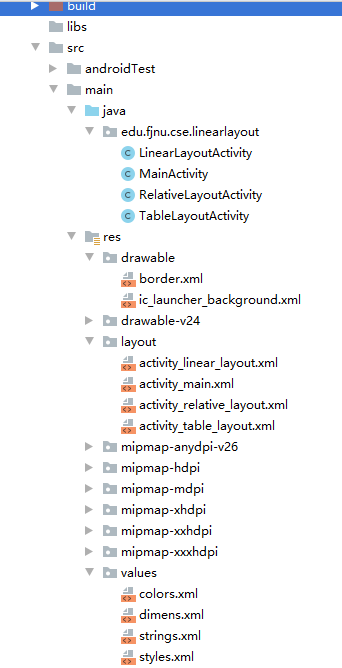 build
libs
src
androidTest
main
java
edu.fjnu.cse.linearlayout
LinearLayoutActivity
MainActivity
RelativeLayoutActivity
TableLayoutActivity
res
drawable
border.xml
ic_launcher_background.xml
drawable-v24
layout
activity_linear_layout.xml
activity_main.xml
activity_relative_layout.xml
activity_table_layout.xml
mipmap-anydpi-v26
mipmap-hdpi
mipmap-mdpi
mipmap-xhdpi
mipmap-xxhdpi
mipmap-xxxhdpi
values
colors.xml
dimens.xml
strings.xml
styles.xml